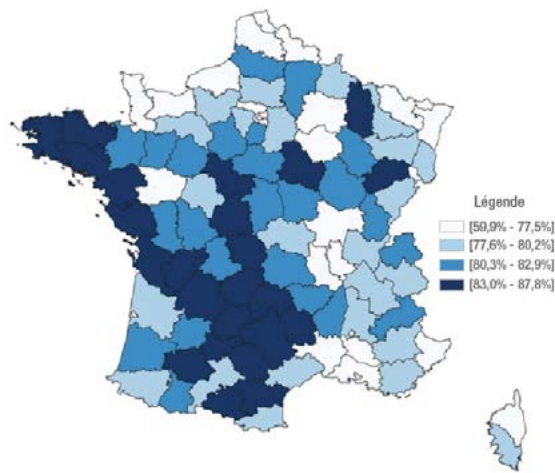 Légende
[59,9% - 77,5%]
[77,6% - 80,2%]
[80,3% - 82,9%]
[83,0% - 87,8%]